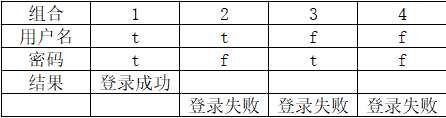 组合 1 2 3 4
用户名 t t f f
密码 t f t f
结果 登录成功
登录失败 登录失败 登录失败